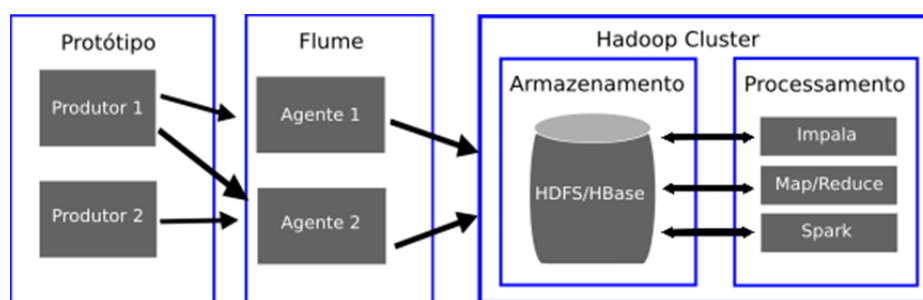 Protótipo
Produtor 1
Produtor 2
Flume
Agente 1
Agente 2
Hadoop Cluster
Armazenamento
HDFS/HBase
Processamento
Impala
Map/Reduce
Spark